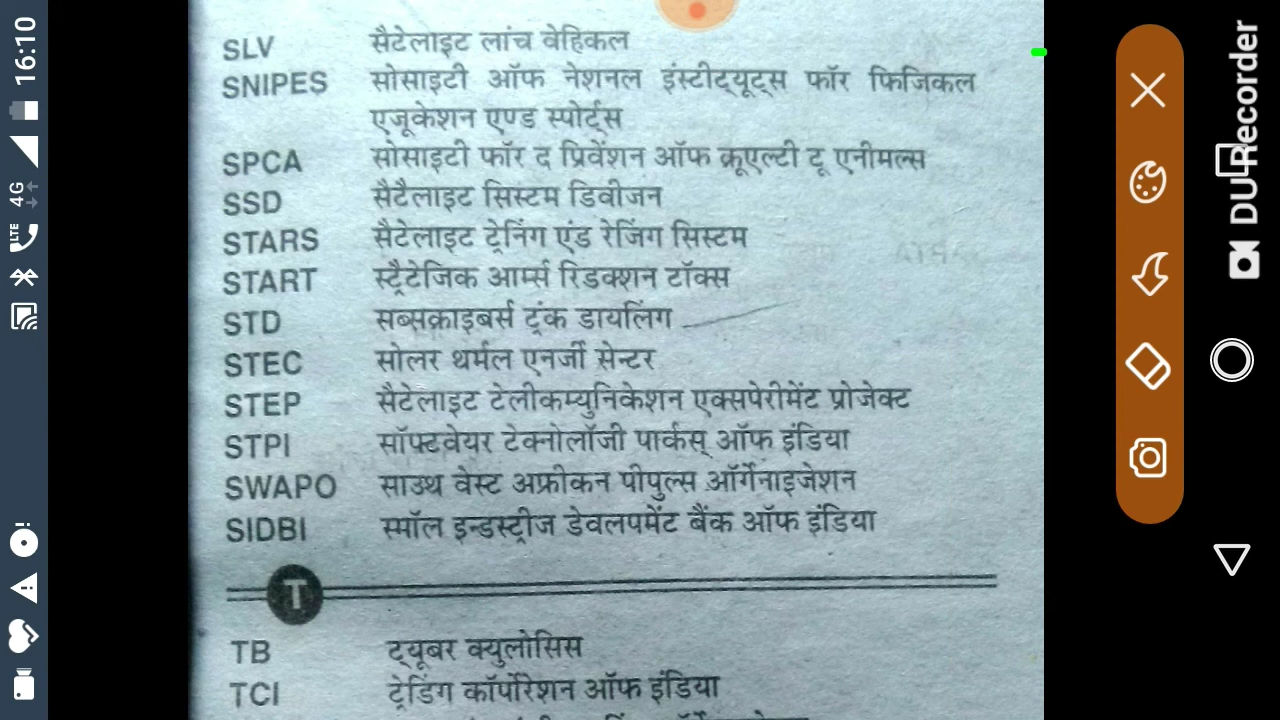 SLV सैटेलाइट लांच वेहिकल
SNIPES सोसाइटी ऑफ नेशनल इंस्टीट्यूट्स फॉर फिजिकल
एजूकेशन एण्ड स्पोर्ट्स
SPCA सोसाइटी फॉर द प्रिवेंशन ऑफ क्रूएल्टी टू एनीमल्स
SSD सैटैलाइट सिस्टम डिवीजन
STARS सैटेलाइट ट्रेनिंग एंड रेजिंग सिस्टम
START स्ट्रैटेजिक आर्म्स रिडक्शन टॉक्स
STD सब्सक्राइबर्स ट्रंक डायलिंग
STEC सोलर थर्मल एनर्जी सेन्टर
STEP सैटेलाइट टेलीकम्युनिकेशन एक्सपेरीमेंट प्रोजेक्ट
STPI सॉफ्टवेयर टेक्नोलॉजी पार्कस् ऑफ इंडिया
SWAPO साउथ वेस्ट अफ्रीकन पीपुल्स ऑर्गेनाइजेशन
SIDBI स्मॉल इन्डस्ट्रीज डेवलपमेंट बैंक ऑफ इंडिया
T
TB ट्यूबर क्युलोसिस
TCI ट्रेडिंग कॉर्पोरेशन ऑफ इंडिया
16:10
4G
LTE
DU Recorder